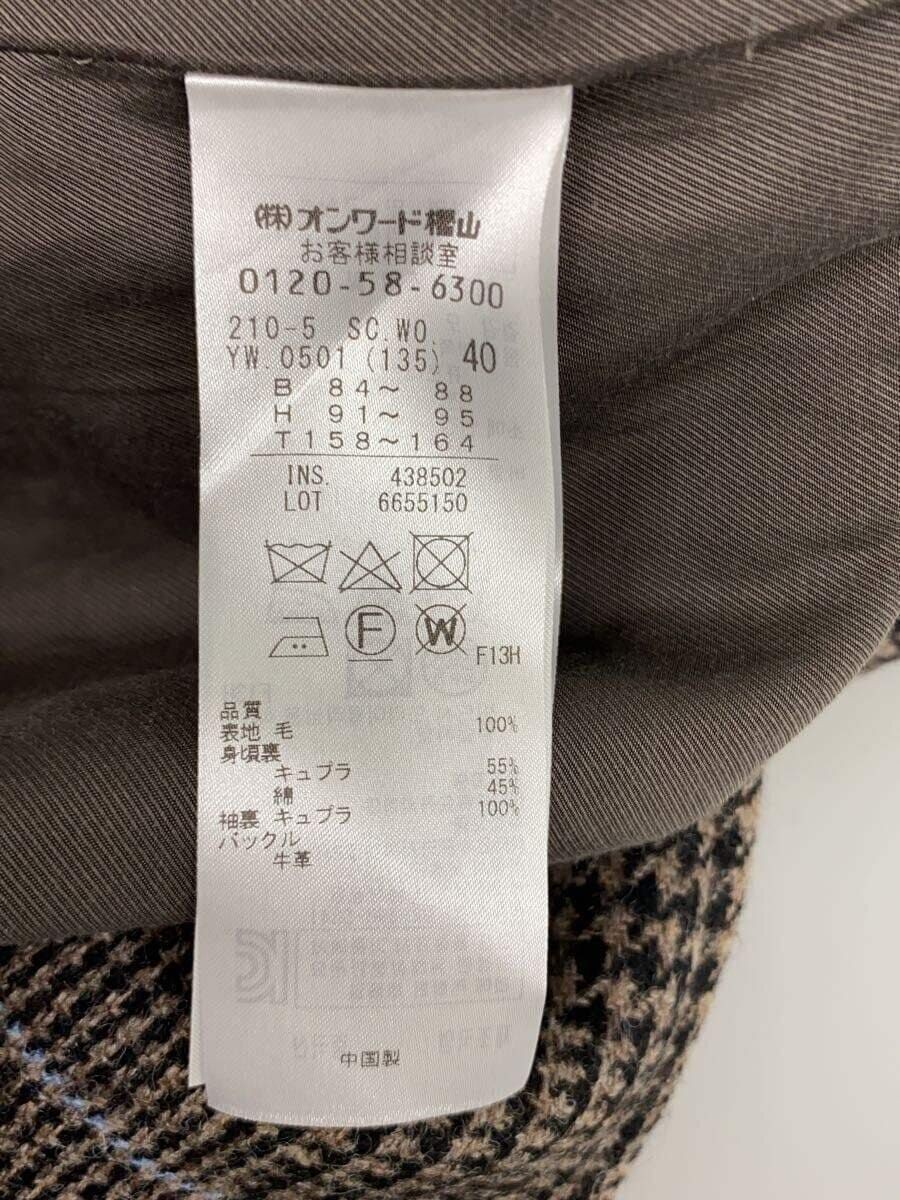 (株)オンワード樫山
お客様相談室
0120-58-6300
210-5 SC.WO.
YW.0501 (135) 40
B 84～ 88
H 91～ 95
T158～164
INS. 438502
LOT 6655150
F
W
F13H
品質
表地 毛 100%
身頃裏
キュプラ 55%
綿 45%
袖裏 キュプラ 100%
バックル
牛革
中国製